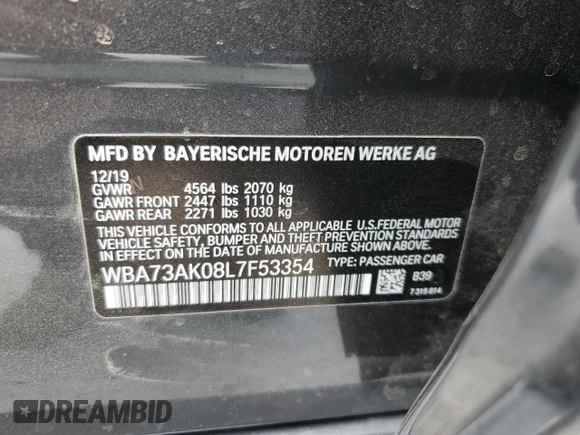 MFD BY BAYERISCHE MOTOREN WERKE AG
12/19
GVWR 4564 lbs 2070 kg
GAWR FRONT 2447 lbs 1110 kg
GAWR REAR 2271 lbs 1030 kg
THIS VEHICLE CONFORMS TO ALL APPLICABLE U.S.FEDERAL MOTOR
VEHICLE SAFETY, BUMPER AND THEFT PREVENTION STANDARDS
IN EFFECT ON THE DATE OF MANUFACTURE SHOWN ABOVE.
WBA73AK08L7F53354 TYPE: PASSENGER CAR
B39
7315814
DREAMBID